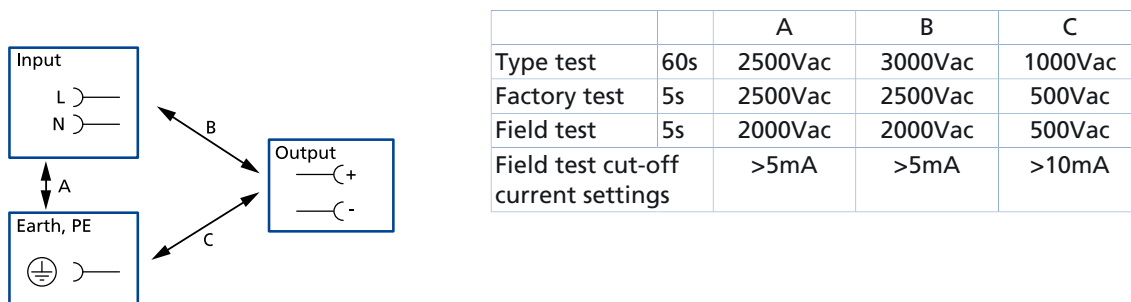 Input
L
N
B
Output
+
-
A
Earth, PE
C
A B C
Type test 60s 2500Vac 3000Vac 1000Vac
Factory test 5s 2500Vac 2500Vac 500Vac
Field test 5s 2000Vac 2000Vac 500Vac
Field test cut-off >5mA >5mA >10mA
current settings